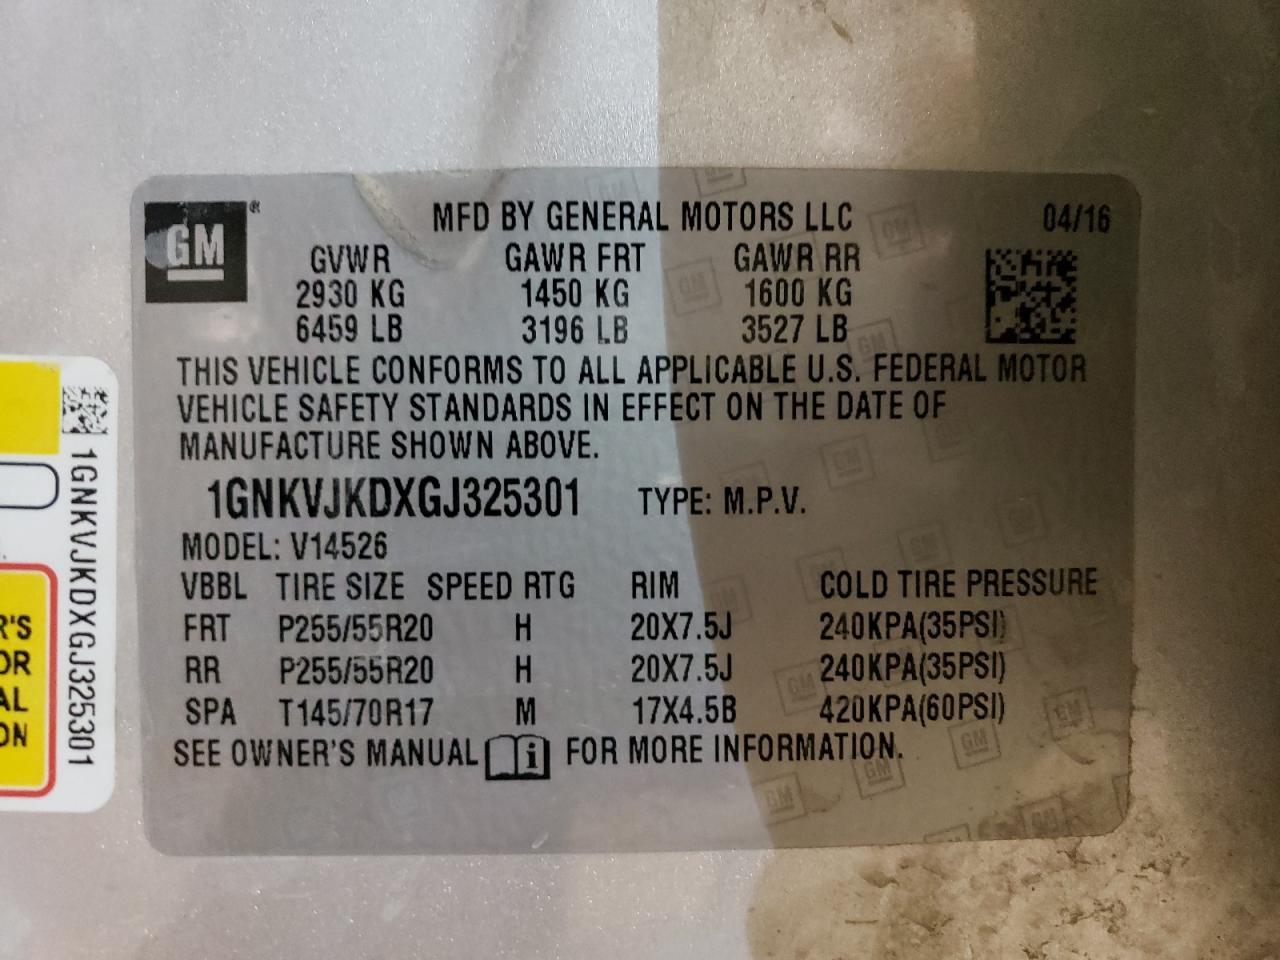 GM ®
MFD BY GENERAL MOTORS LLC 04/16
GVWR GAWR FRT GAWR RR
2930 KG 1450 KG 1600 KG
6459 LB 3196 LB 3527 LB
THIS VEHICLE CONFORMS TO ALL APPLICABLE U.S. FEDERAL MOTOR
VEHICLE SAFETY STANDARDS IN EFFECT ON THE DATE OF
MANUFACTURE SHOWN ABOVE.
1GNKVJKDXGJ325301 TYPE: M.P.V.
MODEL: V14526
VBBL TIRE SIZE SPEED RTG RIM COLD TIRE PRESSURE
FRT P255/55R20 H 20X7.5J 240KPA(35PSI)
RR P255/55R20 H 20X7.5J 240KPA(35PSI)
SPA T145/70R17 M 17X4.5B 420KPA(60PSI)
SEE OWNER'S MANUAL i FOR MORE INFORMATION.
1GNKVJKDXGJ325301
R'S
OR
AL
ON